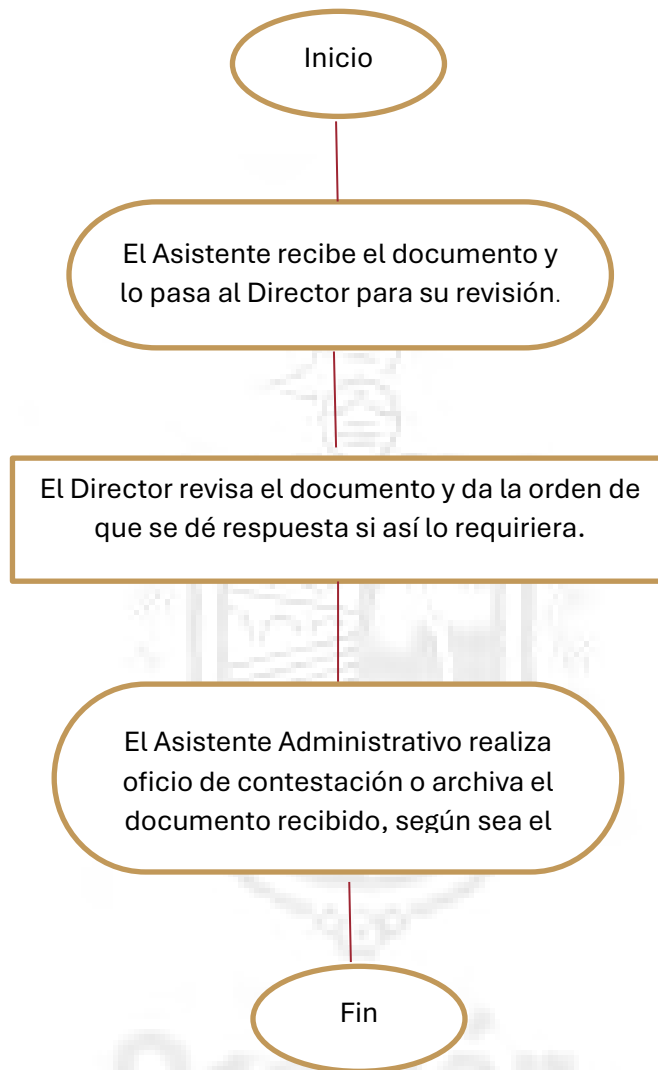 Inicio
El Asistente recibe el documento y
lo pasa al Director para su revisión.
El Director revisa el documento y da la orden de
que se dé respuesta si así lo requiriera.
El Asistente Administrativo realiza
oficio de contestación o archiva el
documento recibido, según sea el
Fin